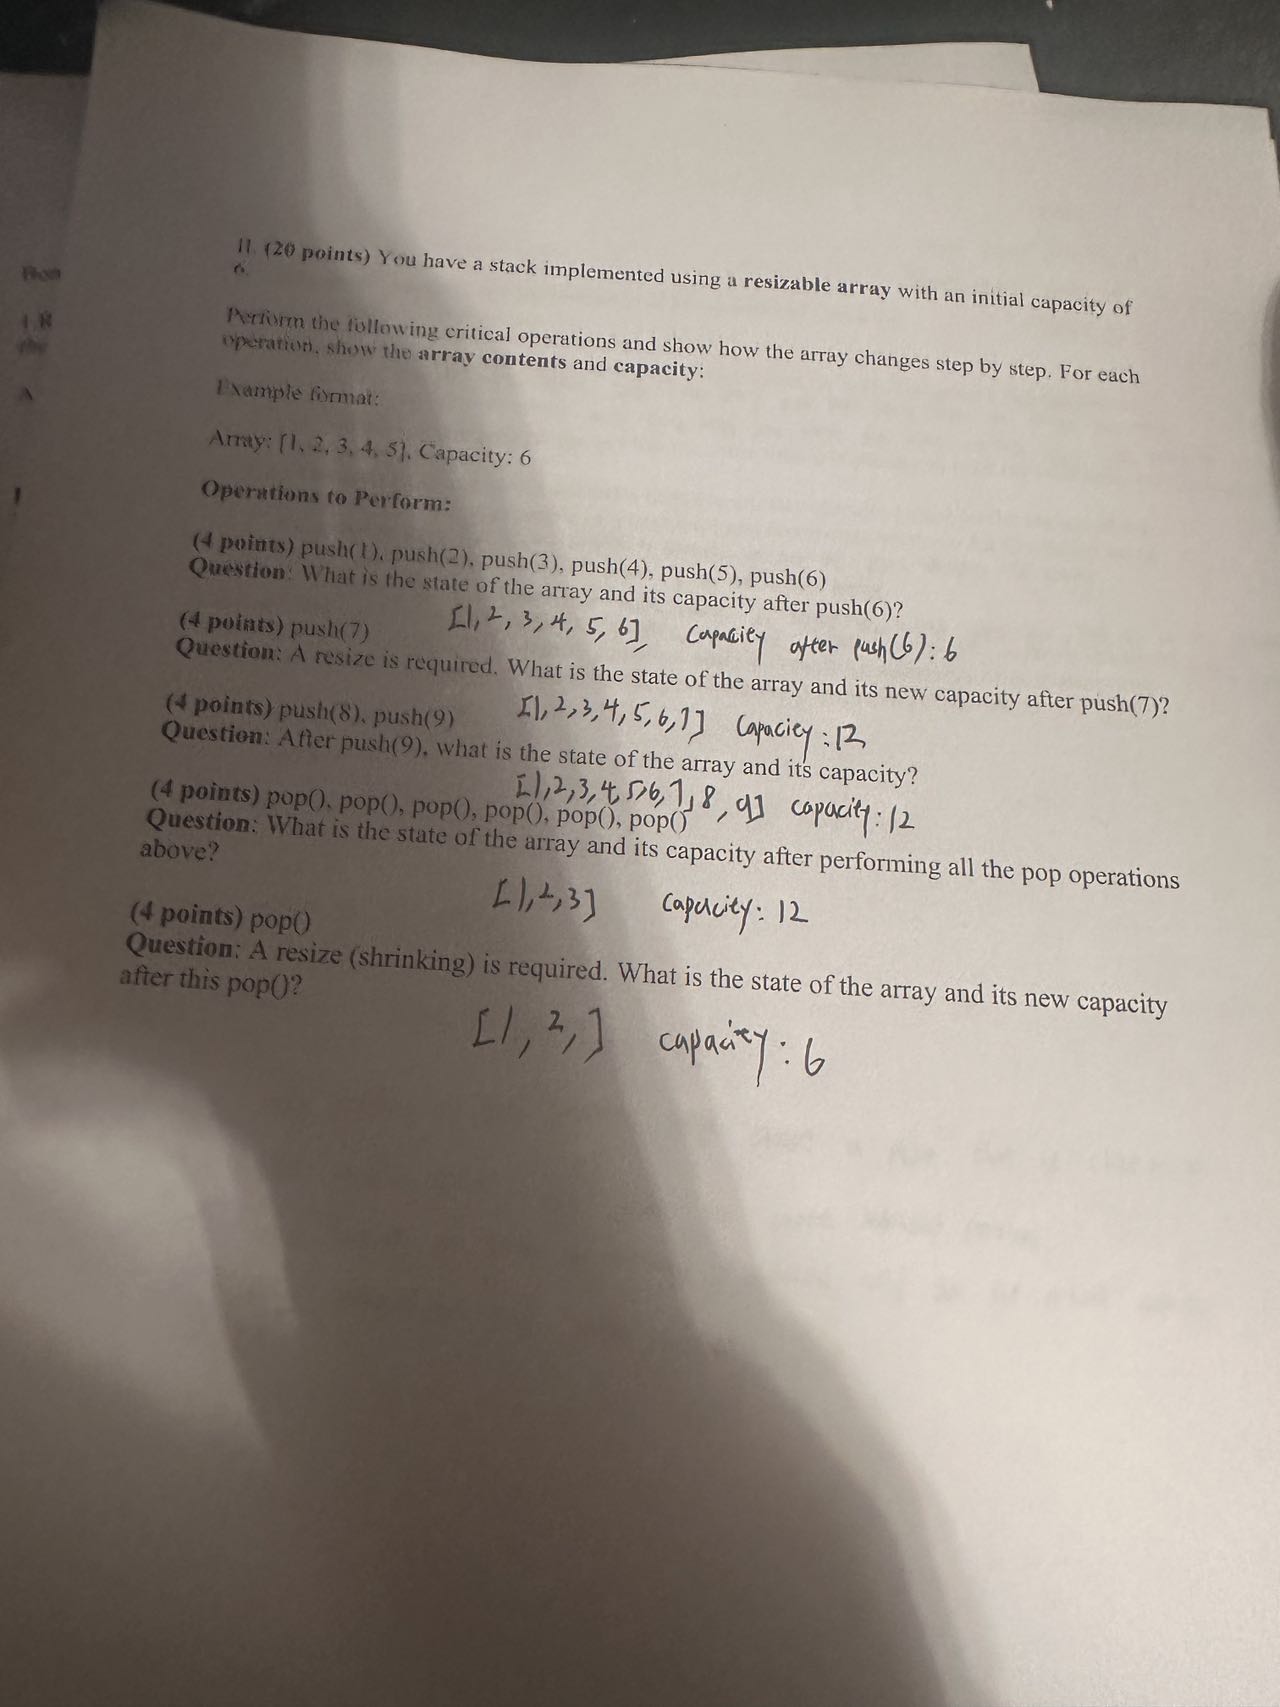 11. (20 points) You have a stack implemented using a resizable array with an initial capacity of
6.
Perform the following critical operations and show how the array changes step by step. For each
operation, show the array contents and capacity:
Example format:
Array: [1, 2, 3, 4, 5], Capacity: 6
Operations to Perform:
(4 points) push(1), push(2), push(3), push(4), push(5), push(6)
Question: What is the state of the array and its capacity after push(6)?
[1, 2, 3, 4, 5, 6], Capacity after push(6): 6
(4 points) push(7)
Question: A resize is required. What is the state of the array and its new capacity after push(7)?
[1,2,3,4,5,6,7] Capacity: 12
(4 points) push(8), push(9)
Question: After push(9), what is the state of the array and its capacity?
[1,2,3,4,5,6,7,8,9] capacity: 12
(4 points) pop(), pop(), pop(), pop(), pop(), pop()
Question: What is the state of the array and its capacity after performing all the pop operations
above?
[1,2,3] capacity: 12
(4 points) pop()
Question: A resize (shrinking) is required. What is the state of the array and its new capacity
after this pop()?
[1, 2,] capacity: 6